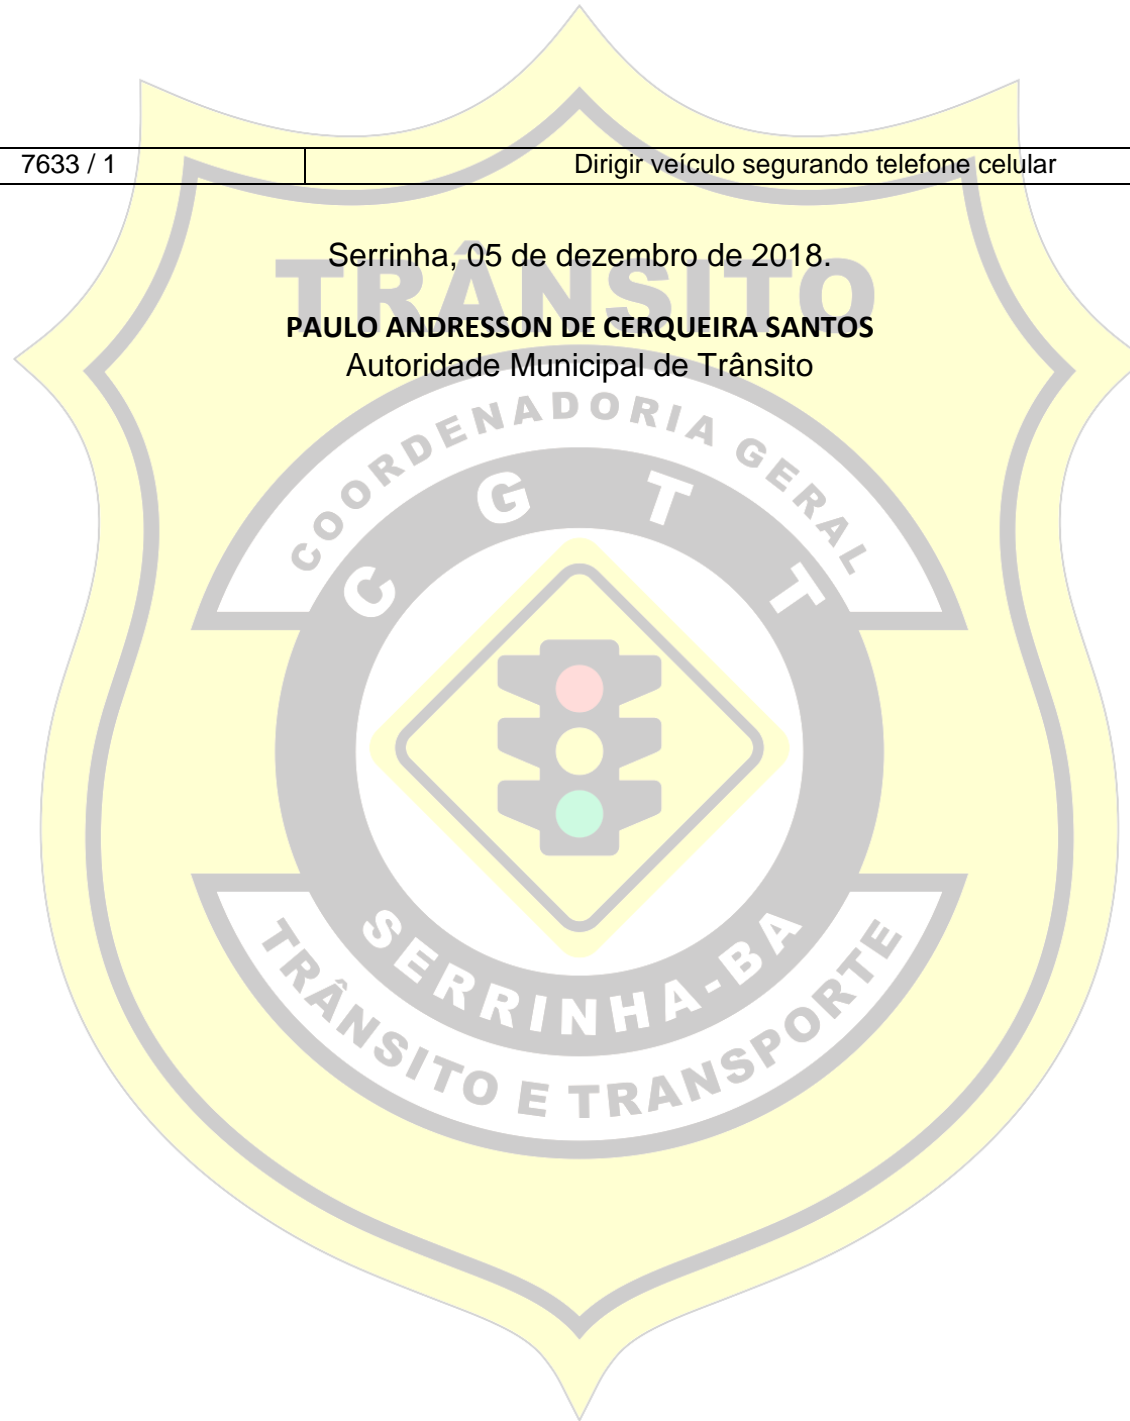 7633 / 1 Dirigir veículo segurando telefone celular
Serrinha, 05 de dezembro de 2018.
TRÂNSITO
PAULO ANDRESSON DE CERQUEIRA SANTOS
Autoridade Municipal de Trânsito
COORDENADORIA GERAL
C G T T
SERRINHA-BA
TRÂNSITO E TRANSPORTE